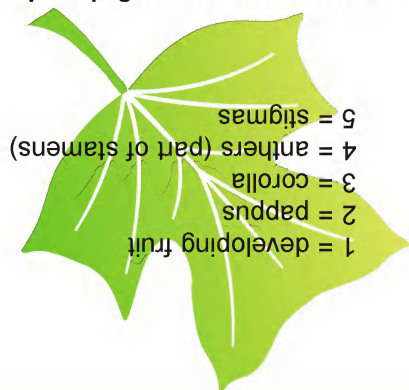 1 = developing fruit
2 = pappus
3 = corolla
4 = anthers (part of stamens)
5 = stigmas